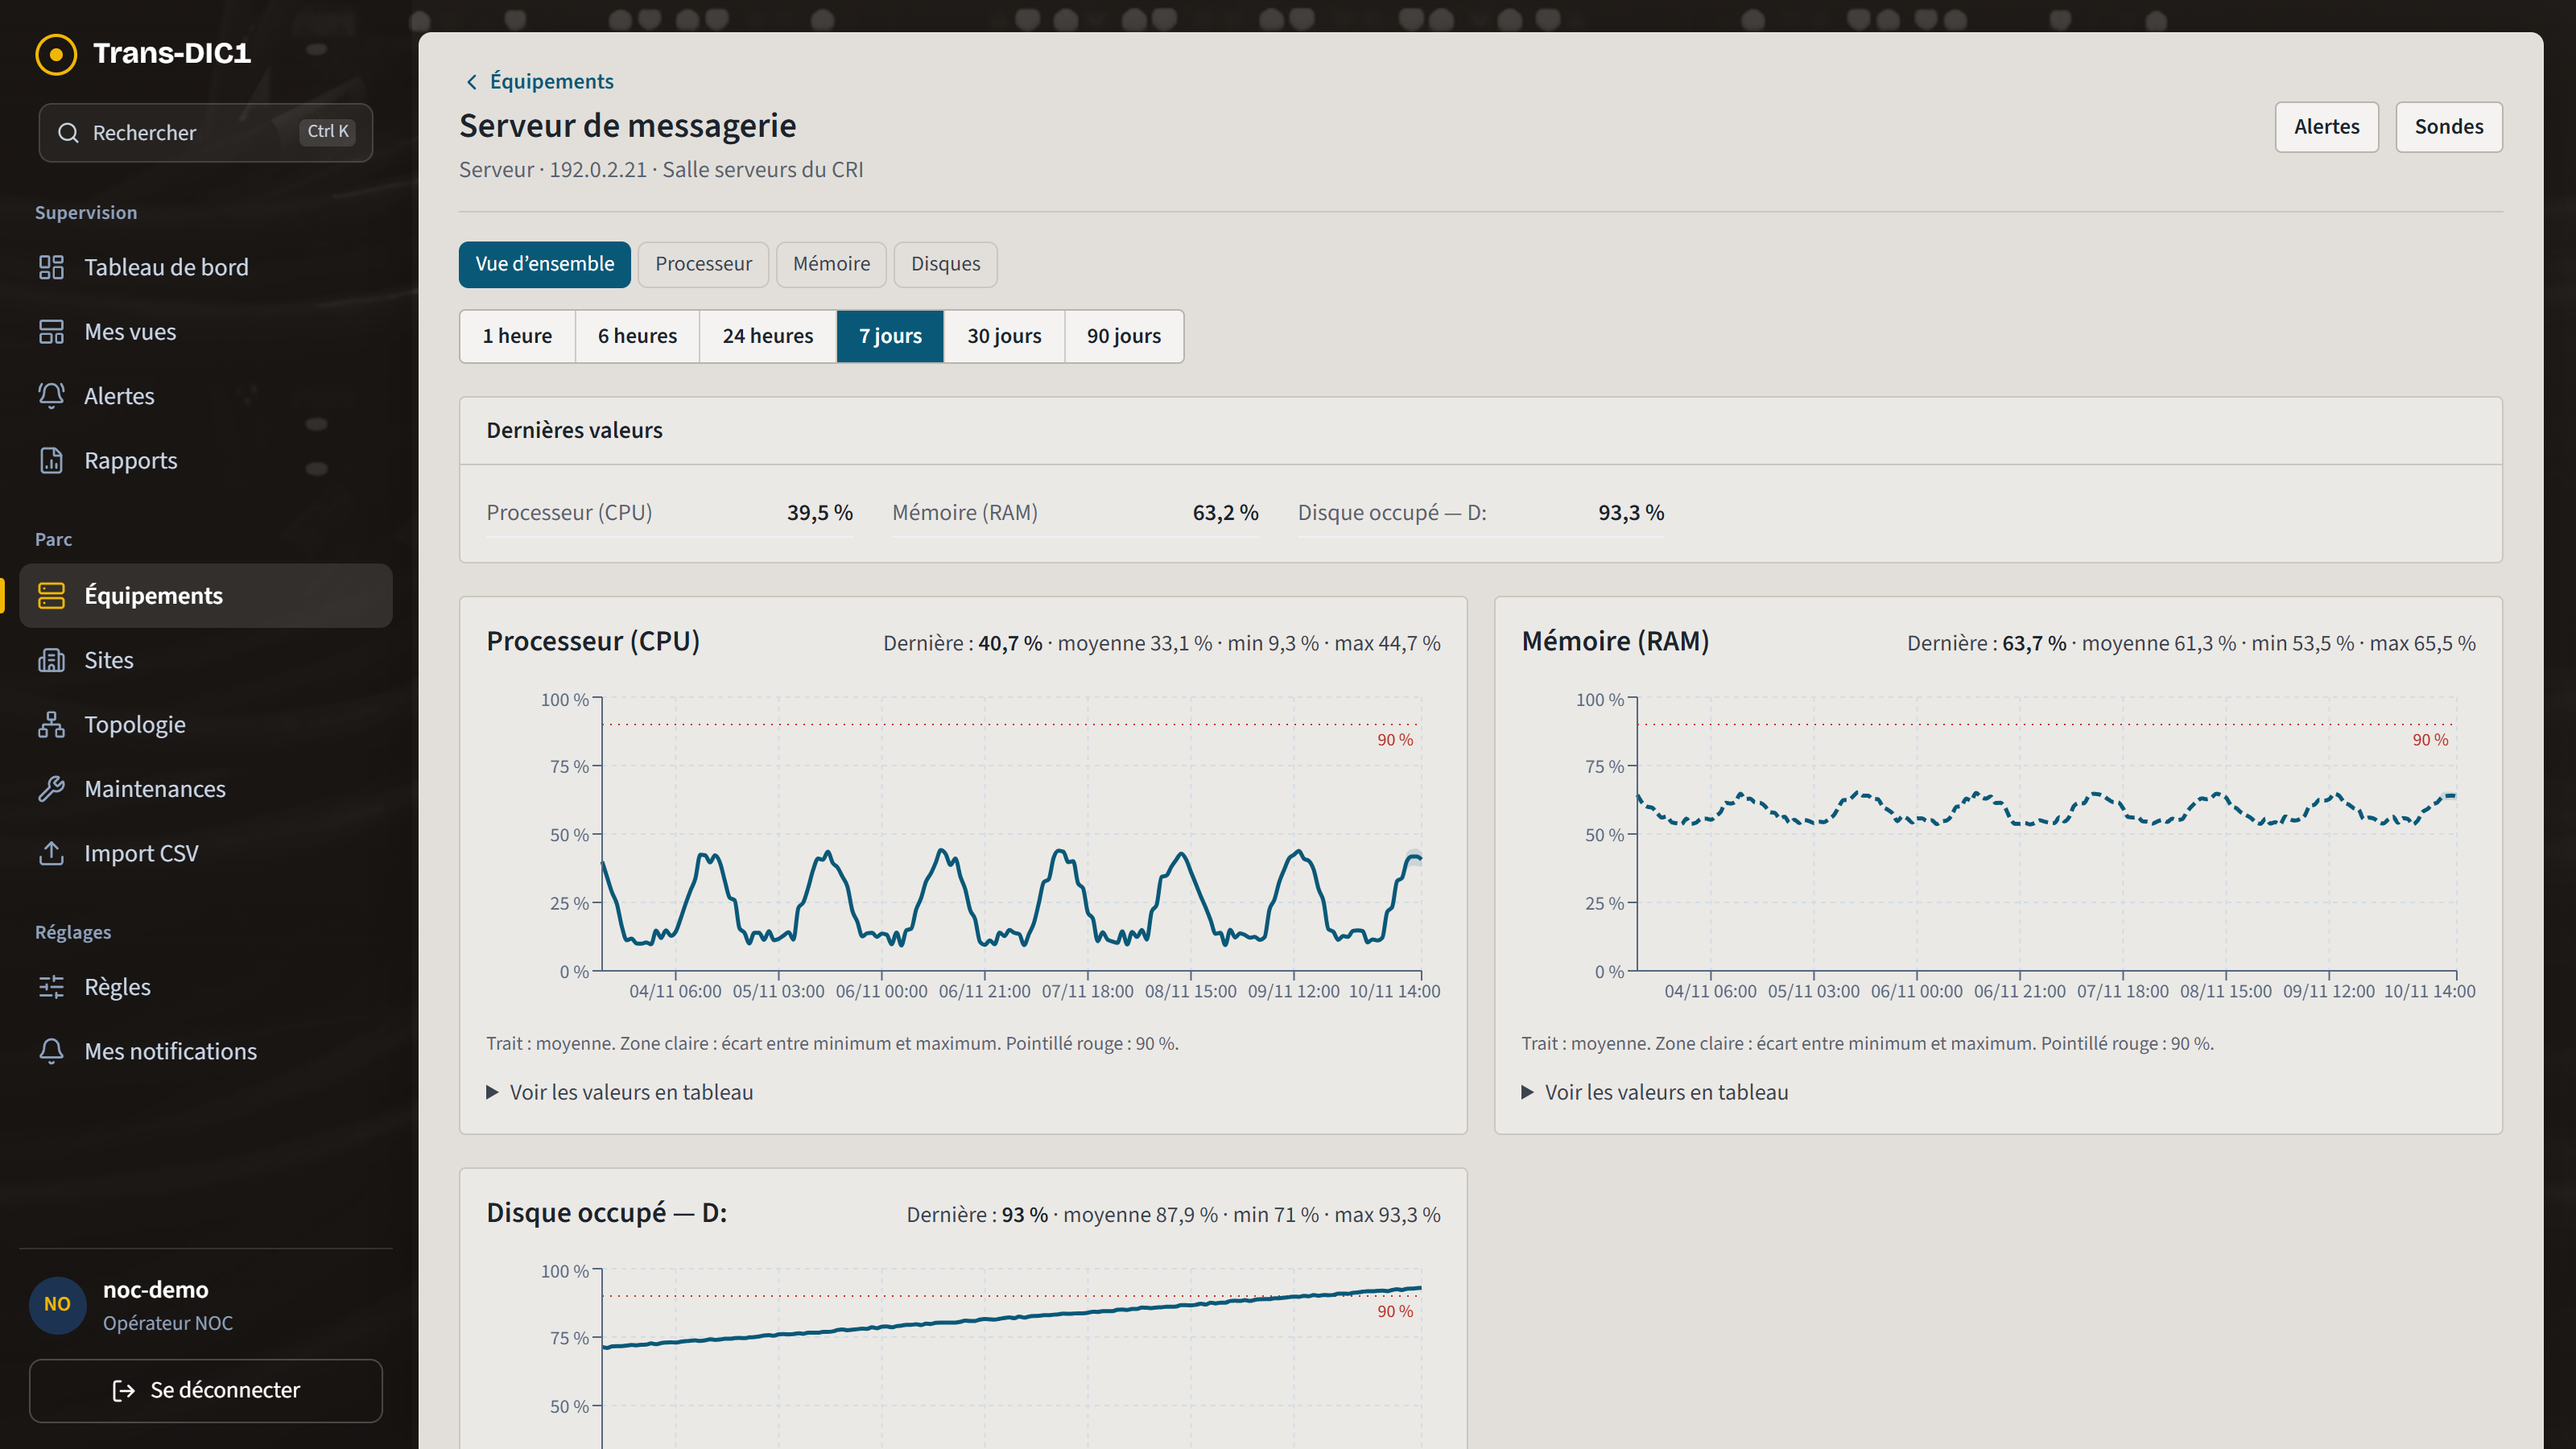 Trans-DIC1
Rechercher Ctrl K
Supervision
Tableau de bord
Mes vues
Alertes
Rapports
Parc
Équipements
Sites
Topologie
Maintenances
Import CSV
Réglages
Règles
Mes notifications
NO
noc-demo
Opérateur NOC
Se déconnecter
Équipements
Serveur de messagerie
Serveur · 192.0.2.21 · Salle serveurs du CRI
Alertes Sondes
Vue d’ensemble Processeur Mémoire Disques
1 heure 6 heures 24 heures 7 jours 30 jours 90 jours
Dernières valeurs
Processeur (CPU) 39,5 % Mémoire (RAM) 63,2 % Disque occupé — D: 93,3 %
Processeur (CPU) Dernière : 40,7 % · moyenne 33,1 % · min 9,3 % · max 44,7 %
100 %
90 %
75 %
50 %
25 %
0 %
04/11 06:00 05/11 03:00 06/11 00:00 06/11 21:00 07/11 18:00 08/11 15:00 09/11 12:00 10/11 14:00
Trait : moyenne. Zone claire : écart entre minimum et maximum. Pointillé rouge : 90 %.
Voir les valeurs en tableau
Mémoire (RAM) Dernière : 63,7 % · moyenne 61,3 % · min 53,5 % · max 65,5 %
100 %
90 %
75 %
50 %
25 %
0 %
04/11 06:00 05/11 03:00 06/11 00:00 06/11 21:00 07/11 18:00 08/11 15:00 09/11 12:00 10/11 14:00
Trait : moyenne. Zone claire : écart entre minimum et maximum. Pointillé rouge : 90 %.
Voir les valeurs en tableau
Disque occupé — D: Dernière : 93 % · moyenne 87,9 % · min 71 % · max 93,3 %
100 %
90 %
75 %
50 %